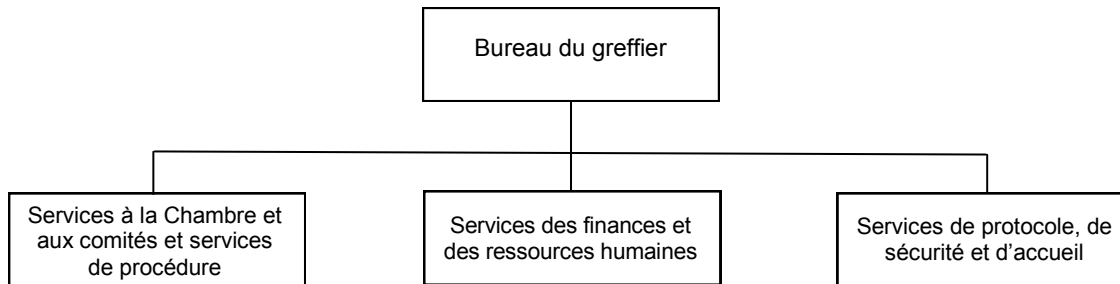 Bureau du greffier
Services à la Chambre et
aux comités et services
de procédure
Services des finances et
des ressources humaines
Services de protocole, de
sécurité et d’accueil